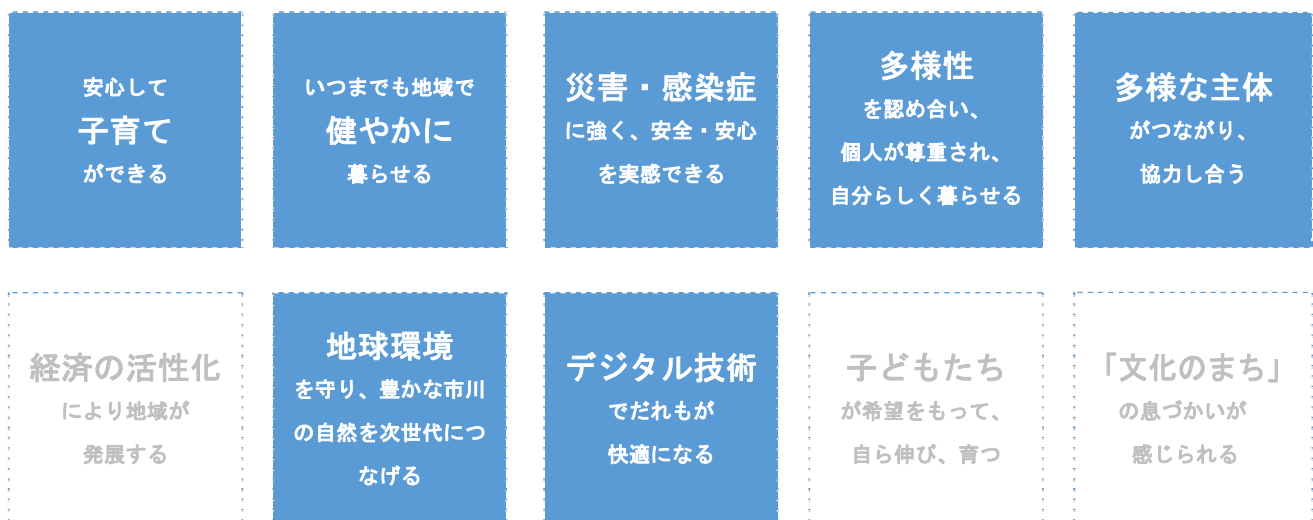 安心して
子育て
ができる
いつまでも地域で
健やかに
暮らせる
災害・感染症
に強く、安全・安心
を実感できる
多様性
を認め合い、
個人が尊重され、
自分らしく暮らせる
多様な主体
がつながり、
協力し合う
経済の活性化
により地域が
発展する
地球環境
を守り、豊かな市川
の自然を次世代につ
なげる
デジタル技術
でだれもが
快適になる
子どもたち
が希望をもって、
自ら伸び、育つ
「文化のまち」
の息づかいが
感じられる